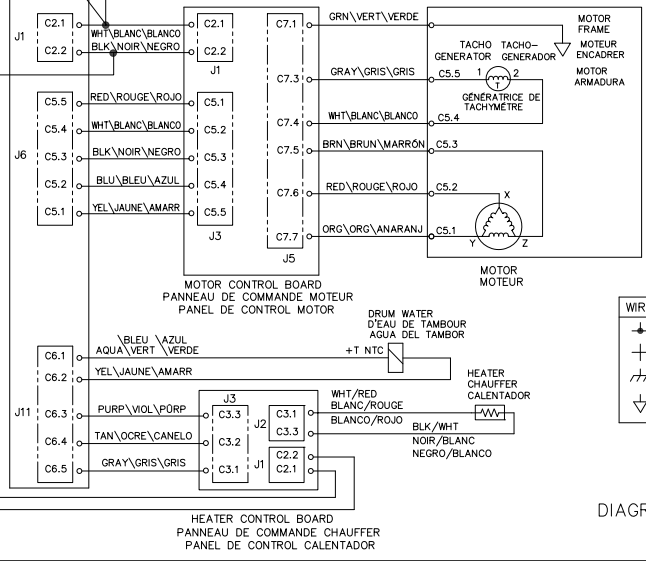 J1
C2.1
C2.2
WHT\BLANC\BLANCO
BLK\NOIR\NEGRO
C2.1
C2.2
J1
C7.1
GRN\VERT\VERDE
MOTOR
FRAME
MOTEUR
ENCADRER
MOTOR
ARMADURA
TACHO
GENERATOR
TACHO-
GENERADOR
C7.3
GRAY\GRIS\GRIS
C5.5
1
2
T
GÉNÉRATRICE DE
TACHYMÉTRE
C7.4
WHT\BLANC\BLANCO
C5.4
C7.5
BRN\BRUN\MARRÓN
C5.3
C7.6
RED\ROUGE\ROJO
C5.2
X
Y
Z
C7.7
ORG\ORG\ANARANJ
C5.1
J5
MOTOR
MOTEUR
J6
C5.5
RED\ROUGE\ROJO
C5.1
C5.4
WHT\BLANC\BLANCO
C5.2
C5.3
BLK\NOIR\NEGRO
C5.3
C5.2
BLU\BLEU\AZUL
C5.4
C5.1
YEL\JAUNE\AMARR
C5.5
J3
MOTOR CONTROL BOARD
PANNEAU DE COMMANDE MOTEUR
PANEL DE CONTROL MOTOR
WIR
J11
C6.1
\BLEU \AZUL
AQUA\VERT \VERDE
+T NTC
DRUM WATER
D'EAU DE TAMBOUR
AGUA DEL TAMBOR
C6.2
YEL\JAUNE\AMARR
C6.3
PURP\VIOL\PÚRP
C6.4
TAN\OCRE\CANELO
C6.5
GRAY\GRIS\GRIS
J3
C3.3
C3.2
C3.1
J2
C3.1
C3.3
J1
C2.2
C2.1
WHT/RED
BLANC/ROUGE
BLANCO/ROJO
BLK/WHT
NOIR/BLANC
NEGRO/BLANCO
HEATER
CHAUFFER
CALENTADOR
HEATER CONTROL BOARD
PANNEAU DE COMMANDE CHAUFFER
PANEL DE CONTROL CALENTADOR
DIAGR